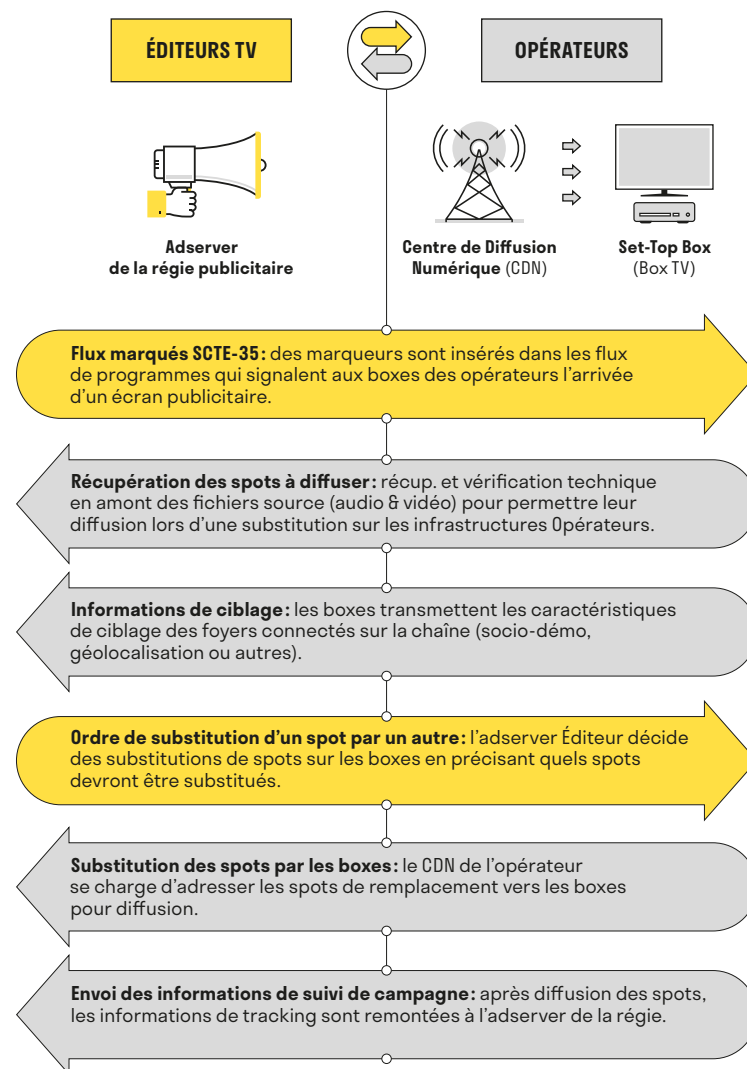 ÉDITEURS TV
OPÉRATEURS
Adserver
de la régie publicitaire
Centre de Diffusion
Numérique (CDN)
Set-Top Box
(Box TV)
Flux marqués SCTE-35 : des marqueurs sont insérés dans les flux
de programmes qui signalent aux boxes des opérateurs l’arrivée
d’un écran publicitaire.
Récupération des spots à diffuser : récup. et vérification technique
en amont des fichiers source (audio & vidéo) pour permettre leur
diffusion lors d’une substitution sur les infrastructures Opérateurs.
Informations de ciblage : les boxes transmettent les caractéristiques
de ciblage des foyers connectés sur la chaîne (socio-démo,
géolocalisation ou autres).
Ordre de substitution d’un spot par un autre : l’adserver Éditeur décide
des substitutions de spots sur les boxes en précisant quels spots
devront être substitués.
Substitution des spots par les boxes : le CDN de l’opérateur
se charge d’adresser les spots de remplacement vers les boxes
pour diffusion.
Envoi des informations de suivi de campagne : après diffusion des spots,
les informations de tracking sont remontées à l’adserver de la régie.